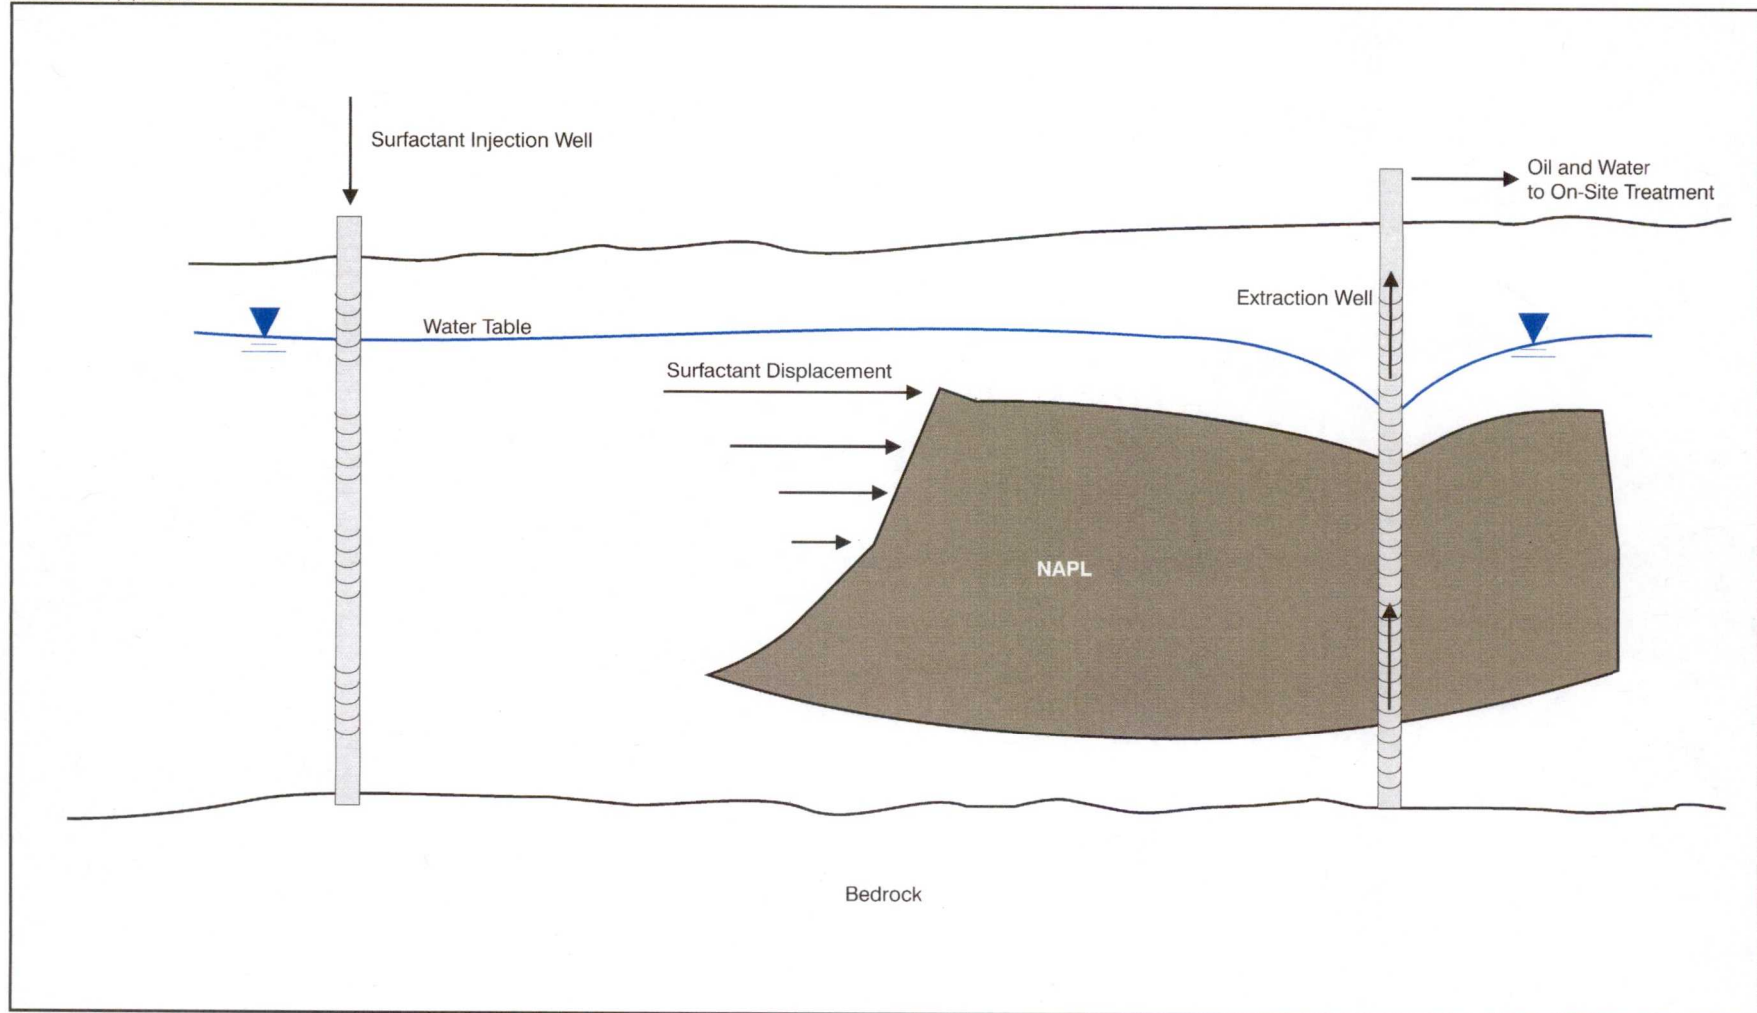 Surfactant Injection Well
Oil and Water
to On-Site Treatment
Extraction Well
Water Table
Surfactant Displacement
NAPL
Bedrock